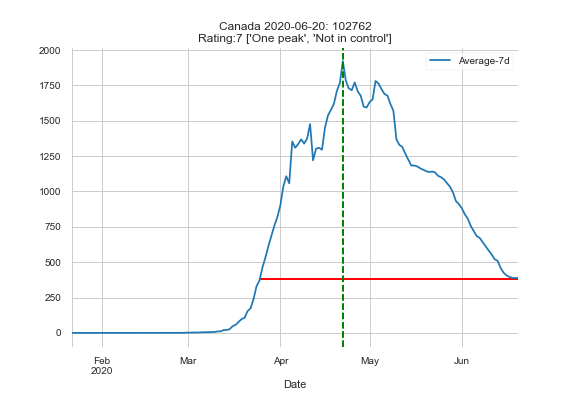 Canada 2020-06-20: 102762
Rating:7 ['One peak', 'Not in control']
Average-7d
2000
1750
1500
1250
1000
750
500
250
0
Feb
2020
Mar
Apr
May
Jun
Date